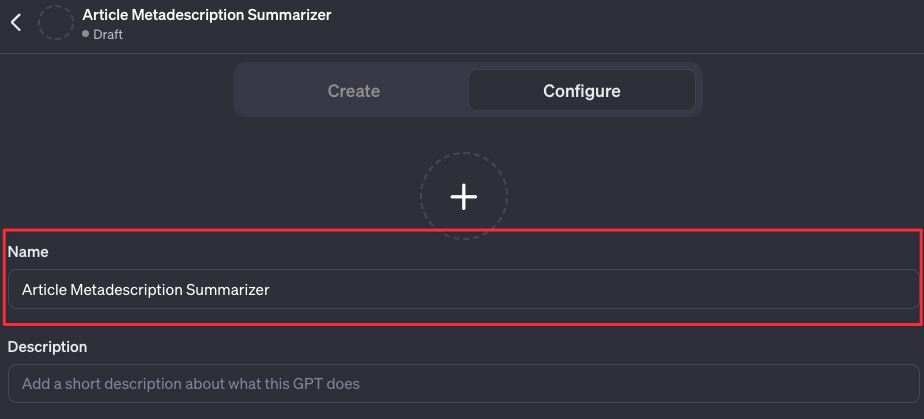 Article Metadescription Summarizer
Draft
Create
Configure
Name
Article Metadescription Summarizer
Description
Add a short description about what this GPT does